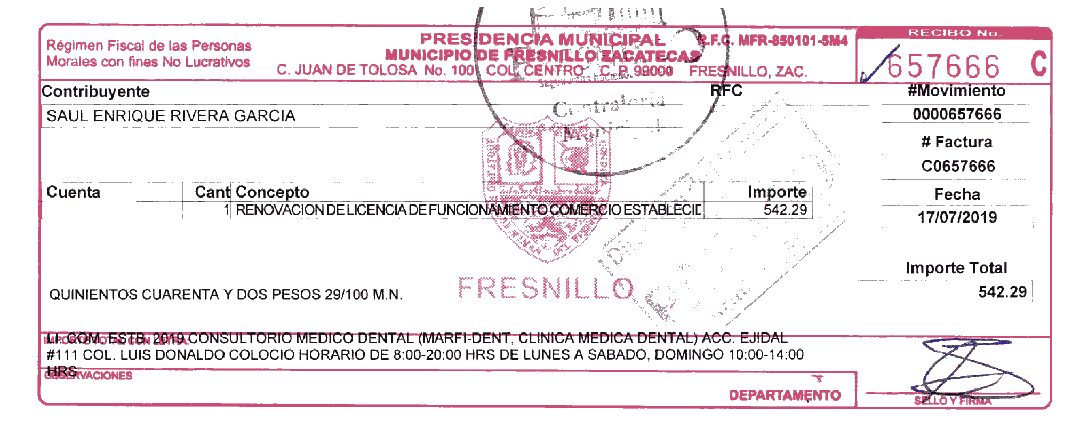 Régimen Fiscal de las Personas
Morales con fines No Lucrativos
PRESIDENCIA MUNICIPAL
R.F.C. MFR-850101-5M4
MUNICIPIO DE FRESNILLO ZACATECAS
C. JUAN DE TOLOSA No. 100 COL. CENTRO C.P. 99000 FRESNILLO, ZAC.
RECIBO No.
657666 C
Contribuyente
RFC
#Movimiento
SAUL ENRIQUE RIVERA GARCIA
0000657666
Contraloría
# Factura
C0657666
Cuenta Cant Concepto Importe
Fecha
1 RENOVACION DE LICENCIA DE FUNCIONAMIENTO COMERCIO ESTABLECID 542.29
17/07/2019
Importe Total
542.29
QUINIENTOS CUARENTA Y DOS PESOS 29/100 M.N.
FRESNILLO
LI. COM. ESTB. 2019 CONSULTORIO MEDICO DENTAL (MARFI-DENT, CLINICA MEDICA DENTAL) ACC. EJIDAL
#111 COL. LUIS DONALDO COLOCIO HORARIO DE 8:00-20:00 HRS DE LUNES A SABADO, DOMINGO 10:00-14:00
HRS
OBSERVACIONES
DEPARTAMENTO
SELLO Y FIRMA